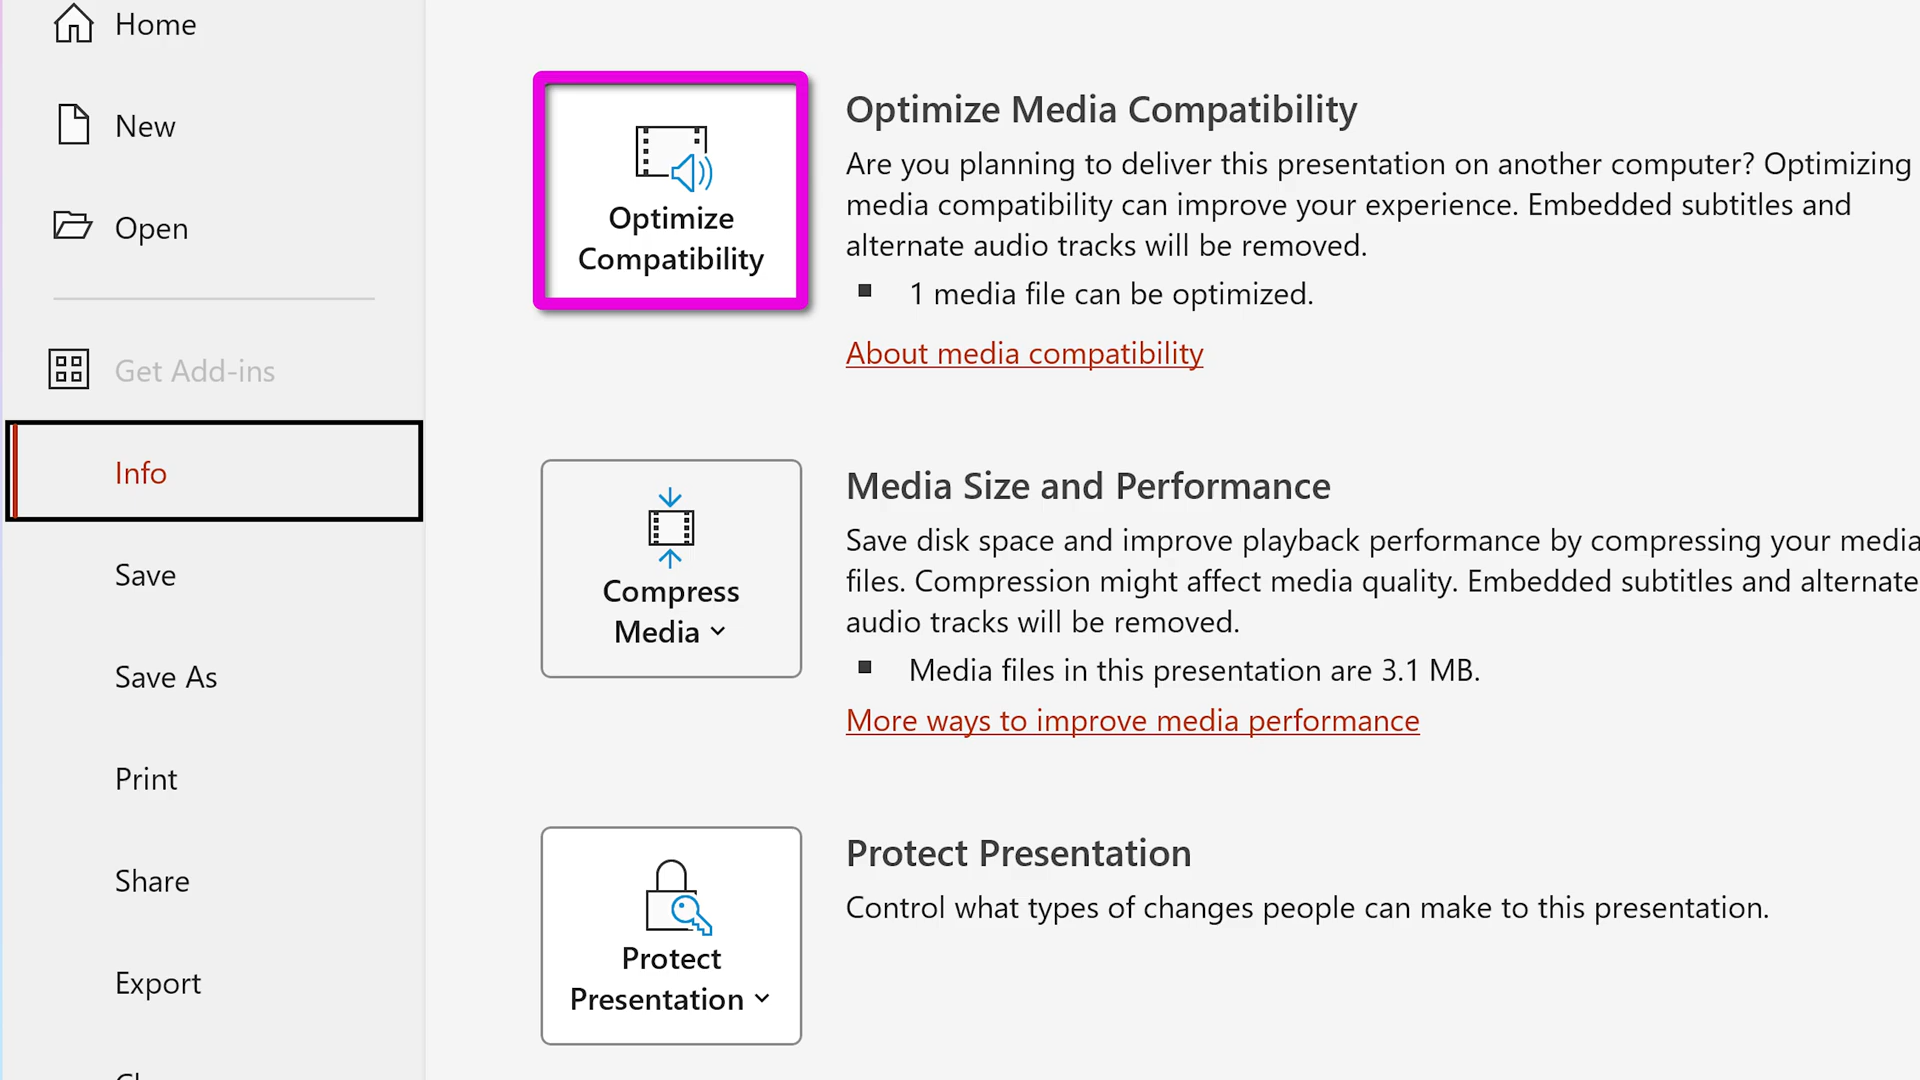 Home
New
Open
Get Add-ins
Info
Save
Save As
Print
Share
Export
Optimize
Compatibility
Optimize Media Compatibility
Are you planning to deliver this presentation on another computer? Optimizing
media compatibility can improve your experience. Embedded subtitles and
alternate audio tracks will be removed.
1 media file can be optimized.
About media compatibility
Compress
Media
Media Size and Performance
Save disk space and improve playback performance by compressing your media
files. Compression might affect media quality. Embedded subtitles and alternate
audio tracks will be removed.
Media files in this presentation are 3.1 MB.
More ways to improve media performance
Protect
Presentation
Protect Presentation
Control what types of changes people can make to this presentation.